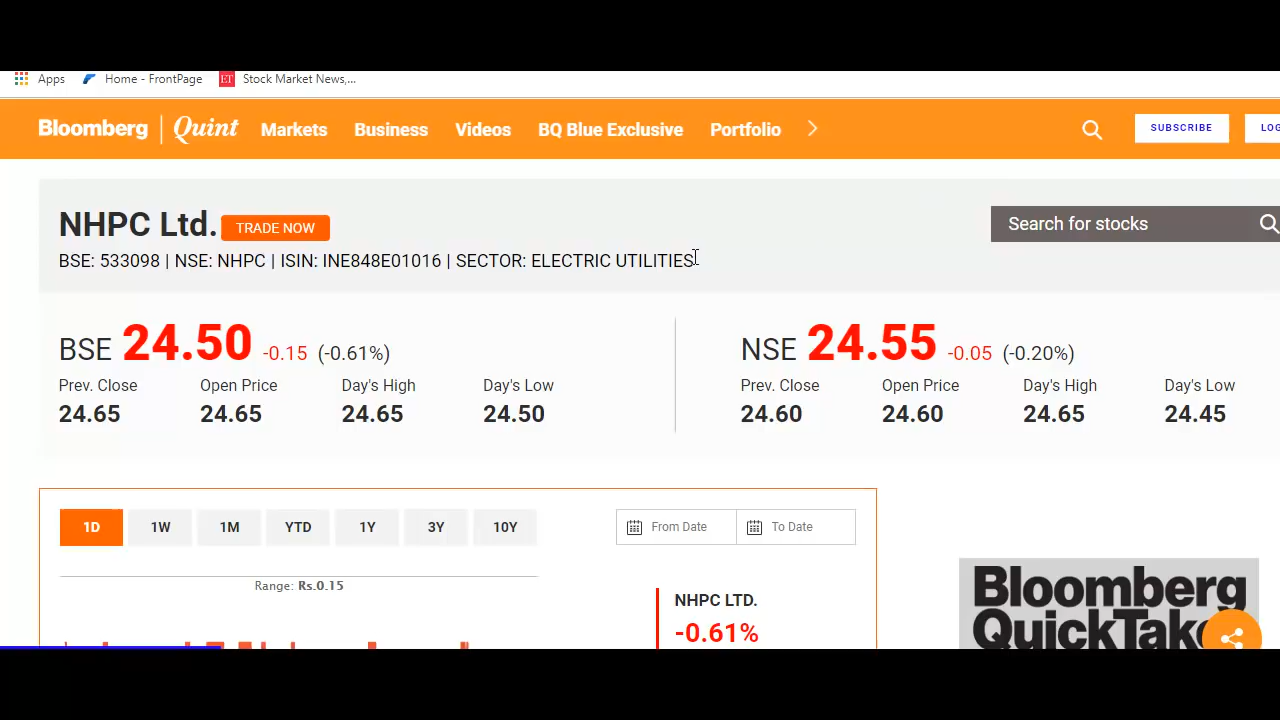 Apps Home - FrontPage ET Stock Market News,...
Bloomberg | Quint Markets Business Videos BQ Blue Exclusive Portfolio SUBSCRIBE LOG
NHPC Ltd. TRADE NOW Search for stocks
BSE: 533098 | NSE: NHPC | ISIN: INE848E01016 | SECTOR: ELECTRIC UTILITIES
BSE 24.50 -0.15 (-0.61%) NSE 24.55 -0.05 (-0.20%)
Prev. Close Open Price Day's High Day's Low Prev. Close Open Price Day's High Day's Low
24.65 24.65 24.65 24.50 24.60 24.60 24.65 24.45
1D 1W 1M YTD 1Y 3Y 10Y From Date To Date
Range: Rs.0.15
NHPC LTD.
-0.61%
Bloomberg
QuickTake